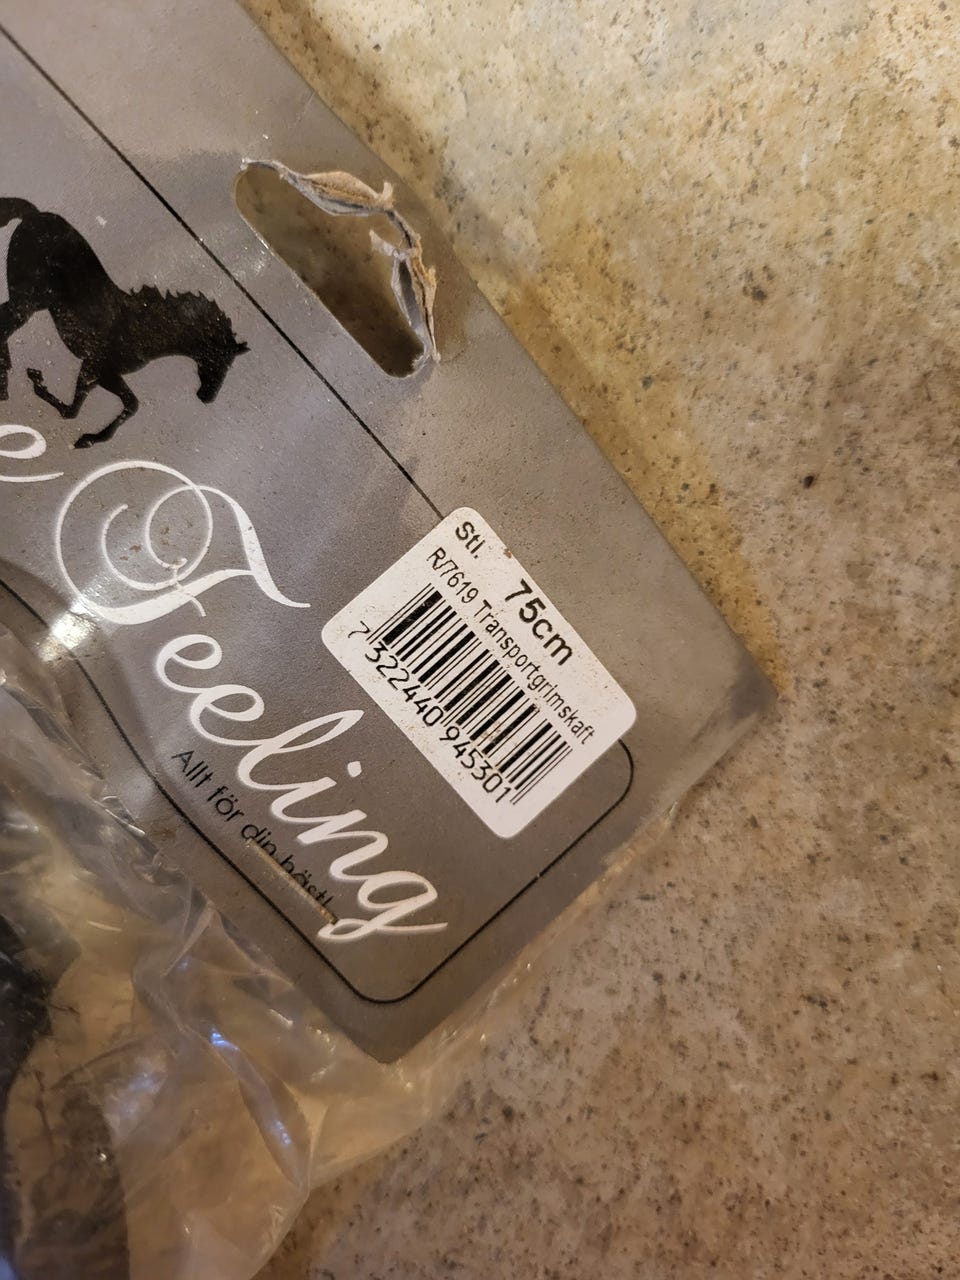 Feeling
Allt för din häst!
Stl. 75cm
R/7619 Transportgrimskaft
7 322440 945301